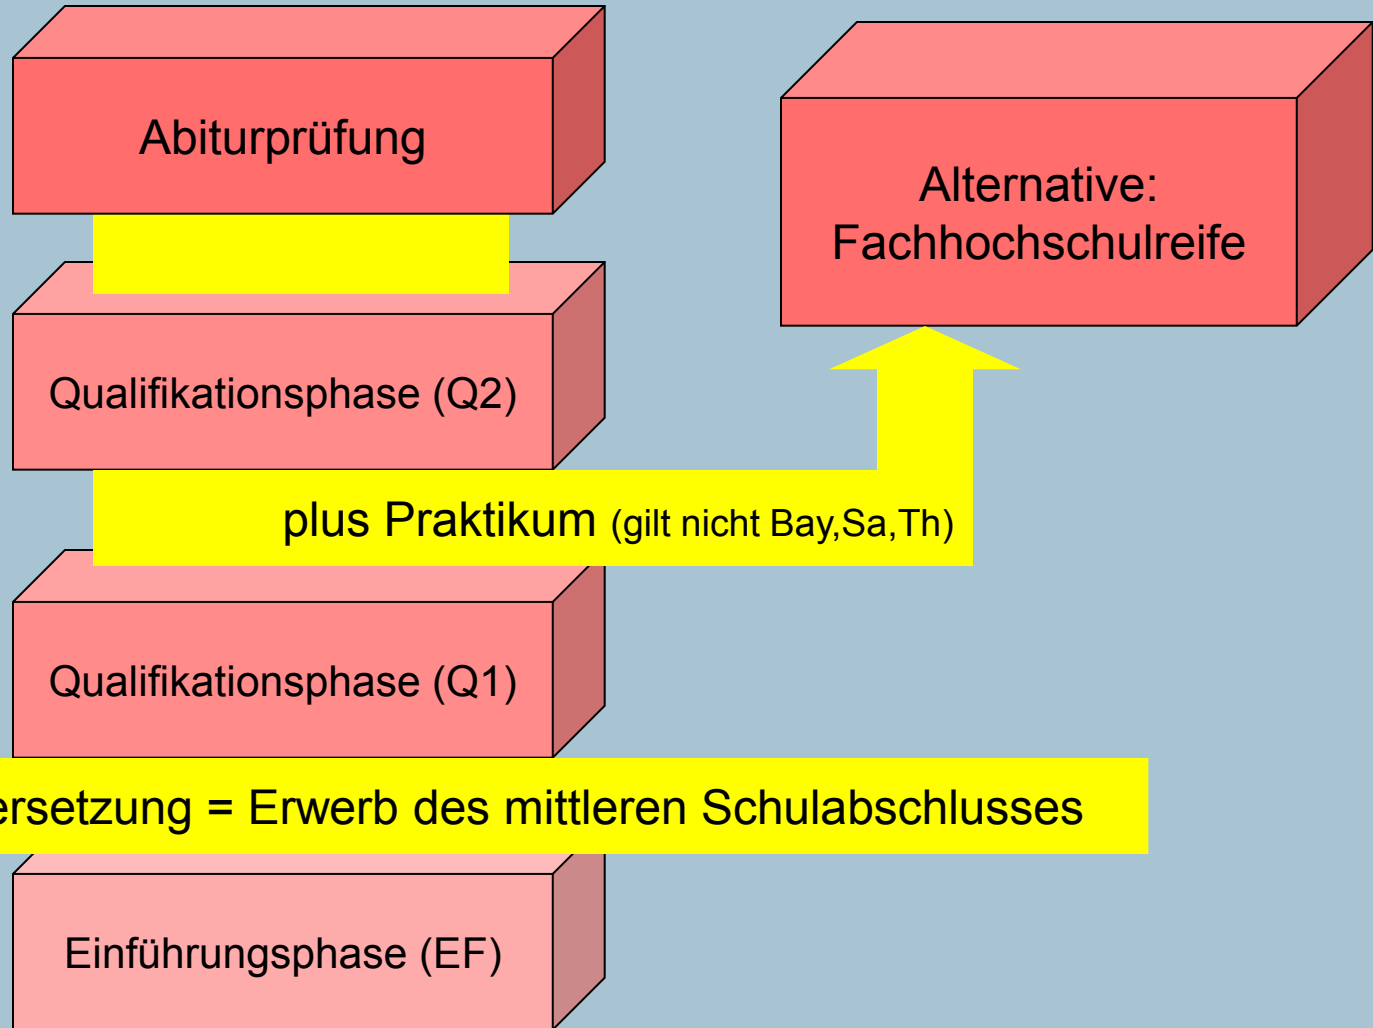 Abiturprüfung
Alternative:
Fachhochschulreife
Qualifikationsphase (Q2)
plus Praktikum (gilt nicht Bay,Sa,Th)
Qualifikationsphase (Q1)
ersetzung = Erwerb des mittleren Schulabschlusses
Einführungsphase (EF)